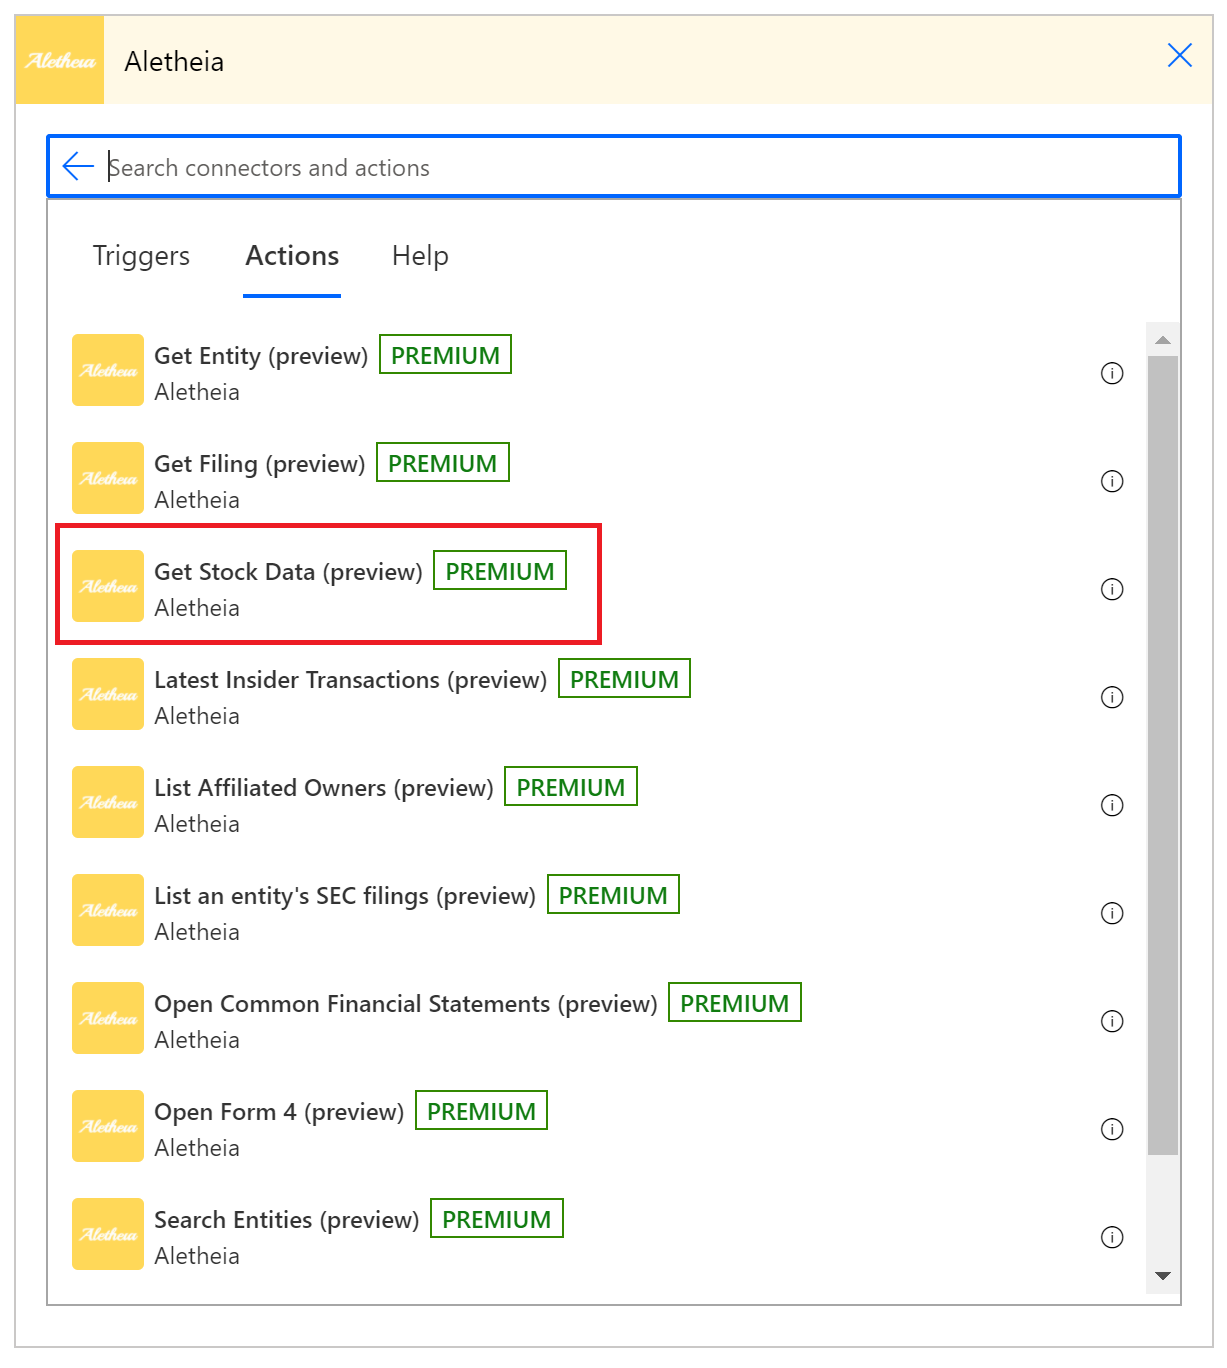 Aletheia
Aletheia
Search connectors and actions
Triggers Actions Help
Aletheia
Get Entity (preview) PREMIUM
Aletheia
Aletheia
Get Filing (preview) PREMIUM
Aletheia
Aletheia
Get Stock Data (preview) PREMIUM
Aletheia
Aletheia
Latest Insider Transactions (preview) PREMIUM
Aletheia
Aletheia
List Affiliated Owners (preview) PREMIUM
Aletheia
Aletheia
List an entity's SEC filings (preview) PREMIUM
Aletheia
Aletheia
Open Common Financial Statements (preview) PREMIUM
Aletheia
Aletheia
Open Form 4 (preview) PREMIUM
Aletheia
Aletheia
Search Entities (preview) PREMIUM
Aletheia